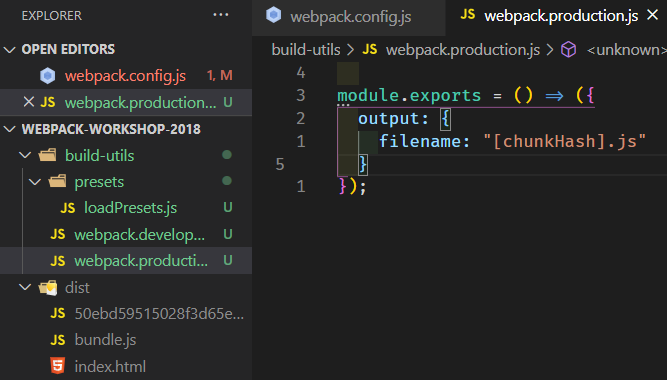 EXPLORER ...
OPEN EDITORS
webpack.config.js 1, M
webpack.production... U
WEBPACK-WORKSHOP-2018
build-utils
presets
JS loadPresets.js U
JS webpack.develop... U
JS webpack.producti... U
dist
JS 50ebd59515028f3d65e...
JS bundle.js
index.html
webpack.config.js
webpack.production.js
build-utils > JS webpack.production.js > <unknown>
4
3 module.exports = () => ({
2 output: {
1 filename: "[chunkHash].js"
5 }
1 });